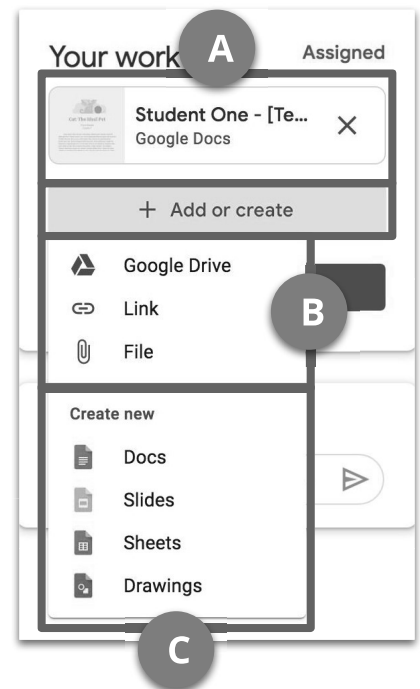 A
Your work
Assigned
Student One - [Te...
Google Docs
+ Add or create
Google Drive
Link
B
File
Create new
Docs
Slides
Sheets
Drawings
C